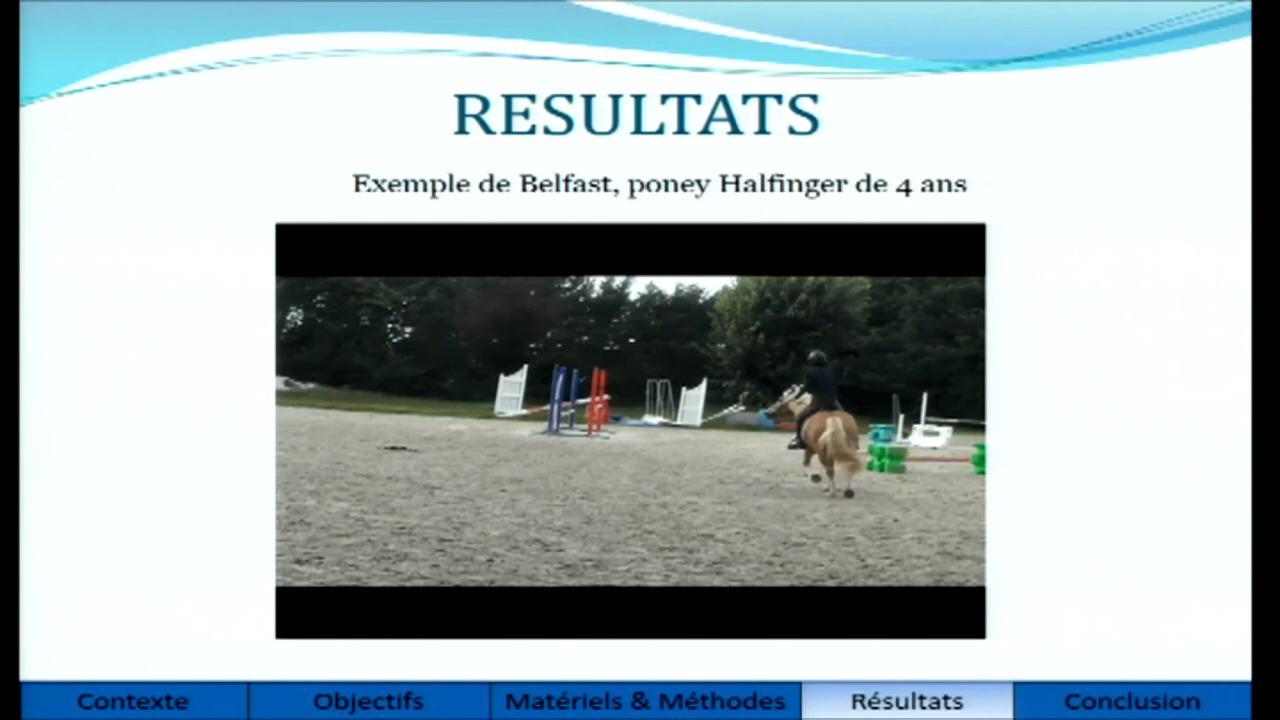 RESULTATS
Exemple de Belfast, poney Halfinger de 4 ans
Contexte
Objectifs
Matériels & Méthodes
Résultats
Conclusion